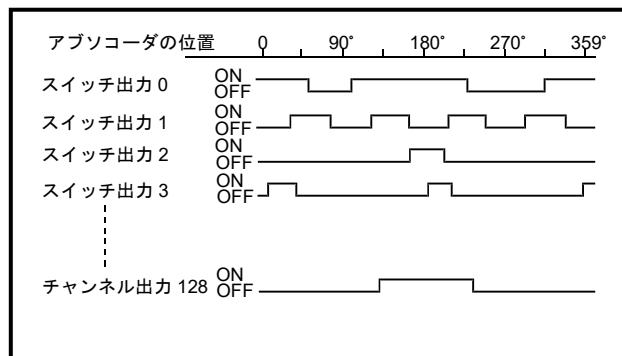 アブソコーダの位置 0 90° 180° 270° 359°
スイッチ出力 0 ON
OFF
スイッチ出力 1 ON
OFF
スイッチ出力 2 ON
OFF
スイッチ出力 3 ON
OFF
チャンネル出力 128 ON
OFF